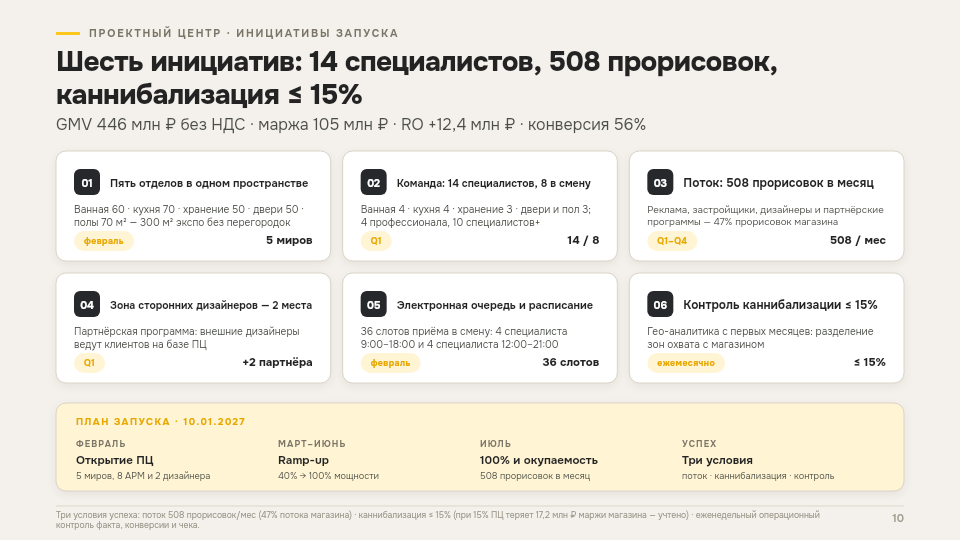 ПРОЕКТНЫЙ ЦЕНТР · ИНИЦИАТИВЫ ЗАПУСКА
Шесть инициатив: 14 специалистов, 508 прорисовок,
каннибализация ≤ 15%
GMV 446 млн ₽ без НДС · маржа 105 млн ₽ · RO +12,4 млн ₽ · конверсия 56%
01 Пять отделов в одном пространстве
Ванная 60 · кухня 70 · хранение 50 · двери 50 ·
полы 70 м² — 300 м² экспо без перегородок
февраль 5 миров
02 Команда: 14 специалистов, 8 в смену
Ванная 4 · кухня 4 · хранение 3 · двери и пол 3;
4 профессионала, 10 специалистов+
Q1 14 / 8
03 Поток: 508 прорисовок в месяц
Реклама, застройщики, дизайнеры и партнёрские
программы — 47% прорисовок магазина
Q1–Q4 508 / мес
04 Зона сторонних дизайнеров — 2 места
Партнёрская программа: внешние дизайнеры
ведут клиентов на базе ПЦ
Q1 +2 партнёра
05 Электронная очередь и расписание
36 слотов приёма в смену: 4 специалиста
9:00–18:00 и 4 специалиста 12:00–21:00
февраль 36 слотов
06 Контроль каннибализации ≤ 15%
Гео-аналитика с первых месяцев: разделение
зон охвата с магазином
ежемесячно ≤ 15%
ПЛАН ЗАПУСКА · 10.01.2027
ФЕВРАЛЬ
Открытие ПЦ
5 миров, 8 АРМ и 2 дизайнера
МАРТ–ИЮНЬ
Ramp-up
40% → 100% мощности
ИЮЛЬ
100% и окупаемость
508 прорисовок в месяц
УСПЕХ
Три условия
поток · каннибализация · контроль
Три условия успеха: поток 508 прорисовок/мес (47% потока магазина) · каннибализация ≤ 15% (при 15% ПЦ теряет 17,2 млн ₽ маржи магазина — учтено) · еженедельный операционный
контроль факта, конверсии и чека.
10